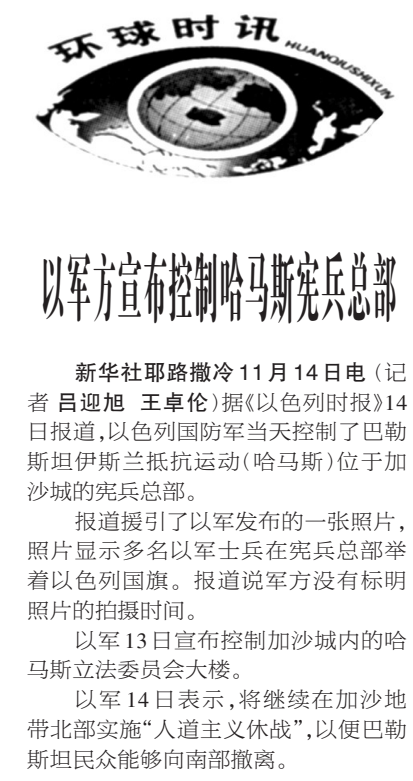 环球时讯
HUANQIUSHIXUN
以军方宣布控制哈马斯宪兵总部
新华社耶路撒冷11月14日电（记
者 吕迎旭 王卓伦）据《以色列时报》14
日报道，以色列国防军当天控制了巴勒
斯坦伊斯兰抵抗运动（哈马斯）位于加
沙城的宪兵总部。
报道援引了以军发布的一张照片，
照片显示多名以军士兵在宪兵总部举
着以色列国旗。报道说军方没有标明
照片的拍摄时间。
以军13日宣布控制加沙城内的哈
马斯立法委员会大楼。
以军14日表示，将继续在加沙地
带北部实施“人道主义休战”，以便巴勒
斯坦民众能够向南部撤离。